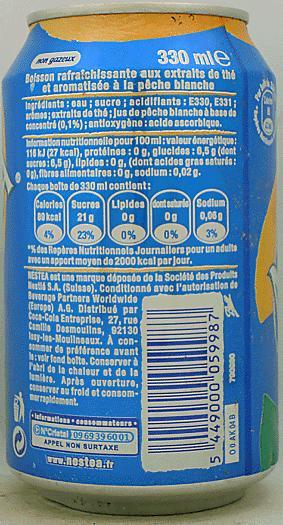 non gazeux
330 ml e
Boisson rafraîchissante aux extraits de thé
et aromatisée à la pêche blanche
Ingrédients : eau ; sucre ; acidifiants : E330, E331 ;
arômes ; extraits de thé ; jus de pêche blanche à base de
concentré (0,1%) ; antioxygène : acide ascorbique.
Information nutritionnelle pour 100 ml : valeur énergétique :
116 kJ (27 kcal), protéines : 0 g, glucides : 6,5 g (dont
sucres : 6,5 g), lipides : 0 g, (dont acides gras saturés :
0 g), fibres alimentaires : 0 g, sodium : 0,02 g.
Chaque boîte de 330 ml contient :
Calories Sucres Lipides dont saturés Sodium
89 kcal 21 g 0 g 0 g 0,06 g
4% 23% 0% 0% 3%
*% des Repères Nutritionnels Journaliers pour un adulte
avec un apport moyen de 2000 kcal par jour.
NESTEA est une marque déposée de la Société des Produits
Nestlé S.A. (Suisse). Conditionné avec l'autorisation de
Beverage Partners Worldwide
(Europe) A.G. Distribué par
Coca-Cola Entreprise, 27, rue
Camille Desmoulins, 92130
Issy-les-Moulineaux. A con-
sommer de préférence avant
le : voir fond boîte. Conserver à
l'abri de la chaleur et de la
lumière. Après ouverture,
conserver au froid et consom-
mer rapidement.
• informations • consommateurs •
N°Cristal 09 69 39 60 01
APPEL NON SURTAXE
www.nestea.fr
5 449000 059987
O 0.AK 04 B